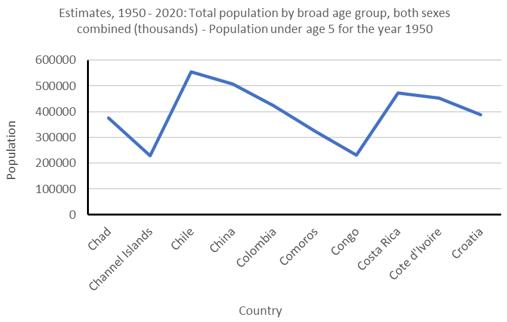 Estimates, 1950 - 2020: Total population by broad age group, both sexes
combined (thousands) - Population under age 5 for the year 1950
600000
500000
400000
300000
200000
100000
0
Population
Chad
Channel Islands
Chile
China
Colombia
Comoros
Congo
Costa Rica
Cote d'Ivoire
Croatia
Country